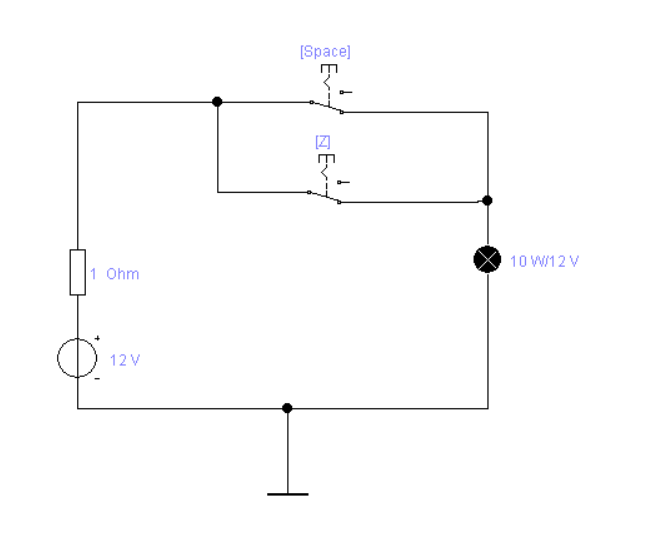 [Space]
[Z]
1 Ohm
10 W/12 V
+
12 V
-